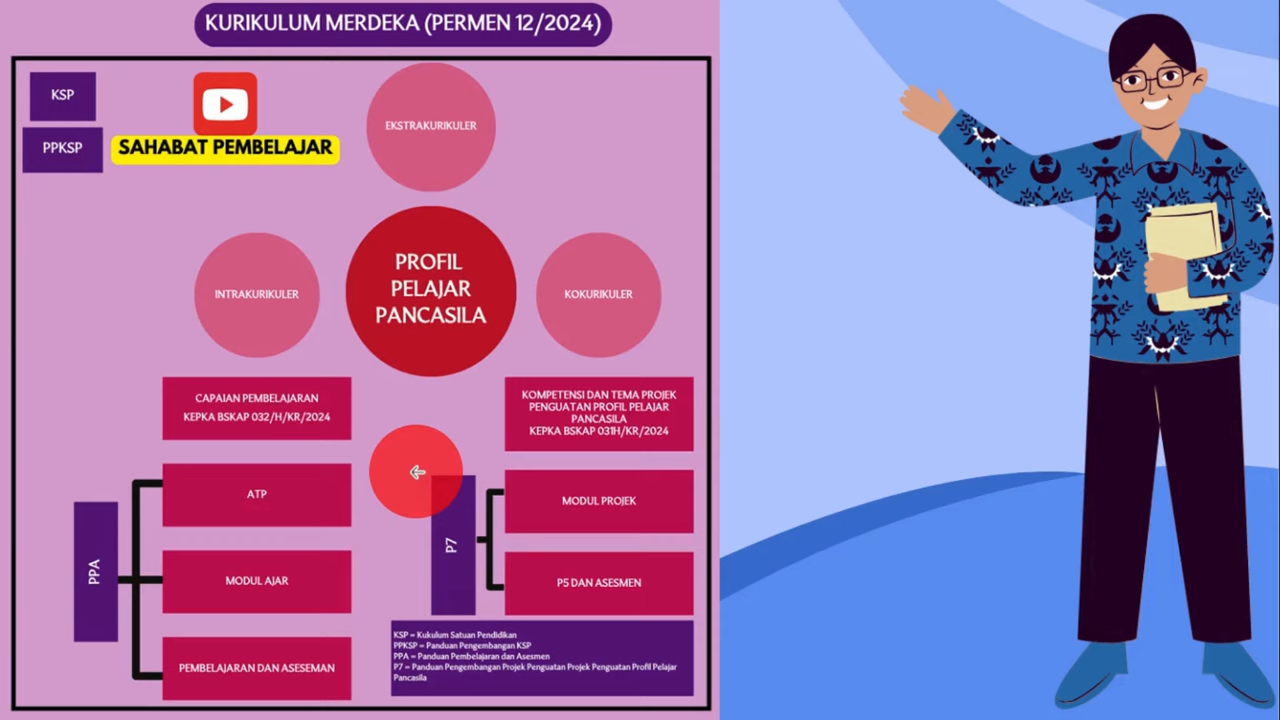 KURIKULUM MERDEKA (PERMEN 12/2024)
KSP
PPKSP
SAHABAT PEMBELAJAR
EKSTRAKURIKULER
INTRAKURIKULER
PROFIL
PELAJAR
PANCASILA
KOKURIKULER
CAPAIAN PEMBELAJARAN
KEPKA BSKAP 032/H/KR/2024
KOMPETENSI DAN TEMA PROJEK
PENGUATAN PROFIL PELAJAR
PANCASILA
KEPKA BSKAP 031H/KR/2024
PPA
ATP
MODUL AJAR
PEMBELAJARAN DAN ASESEMAN
P7
MODUL PROJEK
P5 DAN ASESMEN
KSP = Kukulum Satuan Pendidikan
PPKSP = Panduan Pengembangan KSP
PPA = Panduan Pembelajaran dan Asesmen
P7 = Panduan Pengembangan Projek Penguatan Projek Penguatan Profil Pelajar
Pancasila